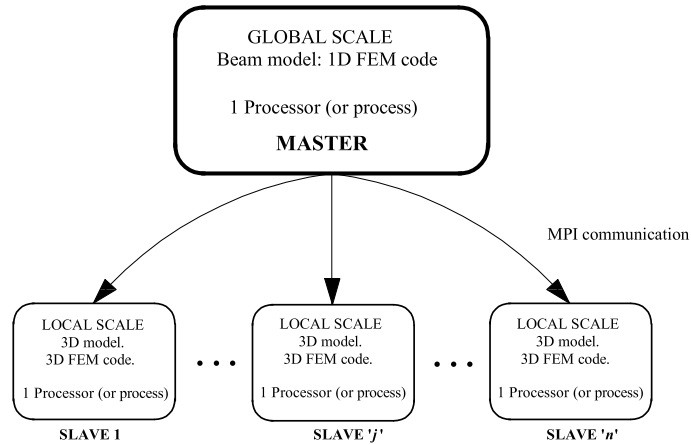 GLOBAL SCALE
Beam model: 1D FEM code
1 Processor (or process)
MASTER
MPI communication
LOCAL SCALE
3D model.
3D FEM code.
1 Processor (or process)
SLAVE 1
LOCAL SCALE
3D model.
3D FEM code.
1 Processor (or process)
SLAVE 'j'
LOCAL SCALE
3D model.
3D FEM code.
1 Processor (or process)
SLAVE 'n'